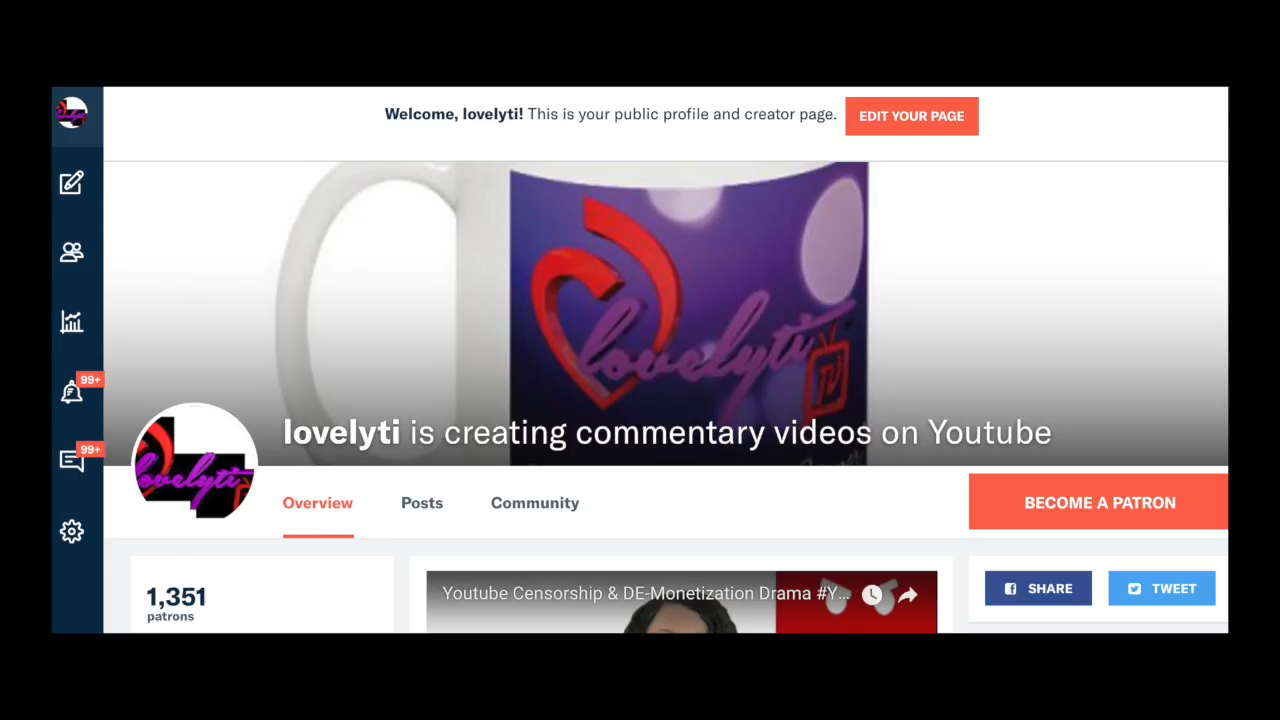 Welcome, lovelyti! This is your public profile and creator page. EDIT YOUR PAGE
lovelyti
TV
lovelyti is creating commentary videos on Youtube
lovelyti
99+
99+
Overview Posts Community BECOME A PATRON
1,351
patrons
Youtube Censorship & DE-Monetization Drama #Y...
SHARE TWEET